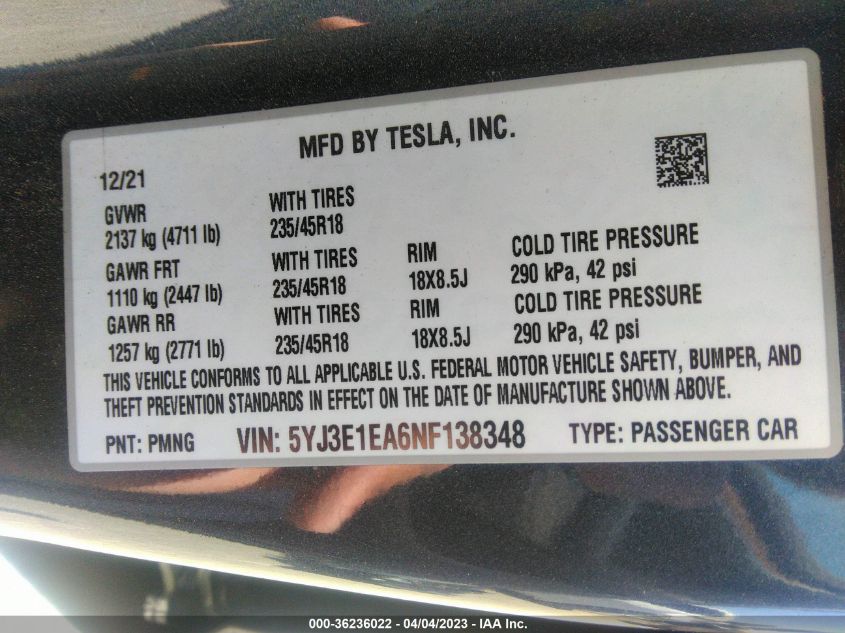 MFD BY TESLA, INC.
12/21
GVWR WITH TIRES
2137 kg (4711 lb) 235/45R18
GAWR FRT WITH TIRES RIM COLD TIRE PRESSURE
1110 kg (2447 lb) 235/45R18 18X8.5J 290 kPa, 42 psi
GAWR RR WITH TIRES RIM COLD TIRE PRESSURE
1257 kg (2771 lb) 235/45R18 18X8.5J 290 kPa, 42 psi
THIS VEHICLE CONFORMS TO ALL APPLICABLE U.S. FEDERAL MOTOR VEHICLE SAFETY, BUMPER, AND
THEFT PREVENTION STANDARDS IN EFFECT ON THE DATE OF MANUFACTURE SHOWN ABOVE.
PNT: PMNG VIN: 5YJ3E1EA6NF138348 TYPE: PASSENGER CAR
000-36236022 - 04/04/2023 - IAA Inc.